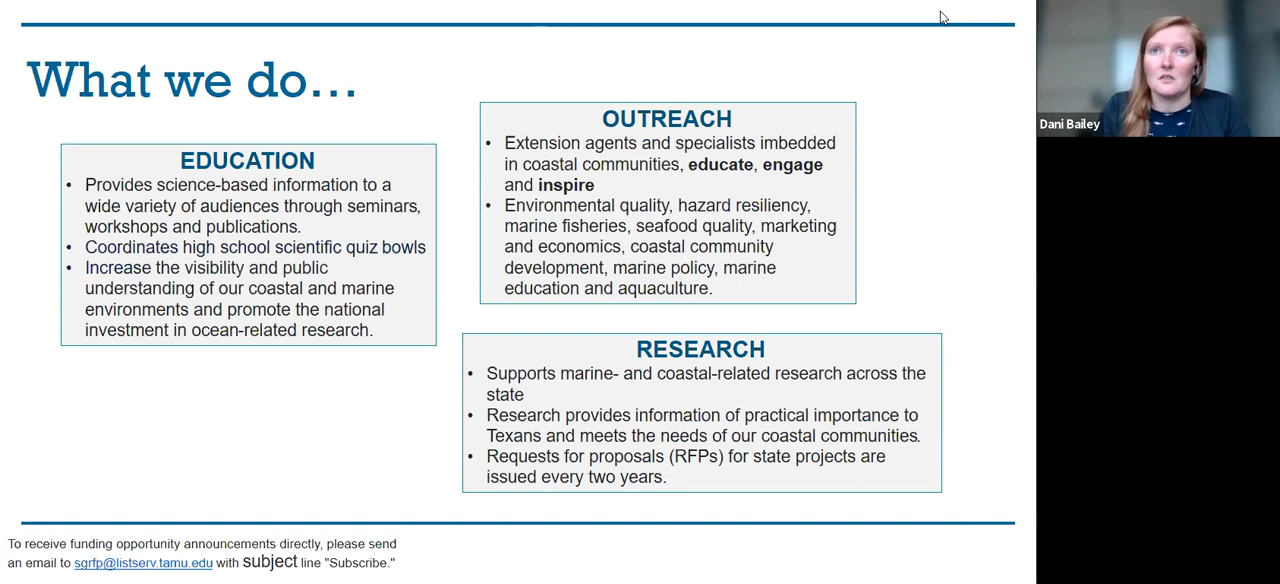 What we do...
EDUCATION
• Provides science-based information to a
wide variety of audiences through seminars,
workshops and publications.
• Coordinates high school scientific quiz bowls
• Increase the visibility and public
understanding of our coastal and marine
environments and promote the national
investment in ocean-related research.
OUTREACH
• Extension agents and specialists imbedded
in coastal communities, educate, engage
and inspire
• Environmental quality, hazard resiliency,
marine fisheries, seafood quality, marketing
and economics, coastal community
development, marine policy, marine
education and aquaculture.
RESEARCH
• Supports marine- and coastal-related research across the
state
• Research provides information of practical importance to
Texans and meets the needs of our coastal communities.
• Requests for proposals (RFPs) for state projects are
issued every two years.
To receive funding opportunity announcements directly, please send
an email to sgrfp@listserv.tamu.edu with subject line "Subscribe."
Dani Bailey